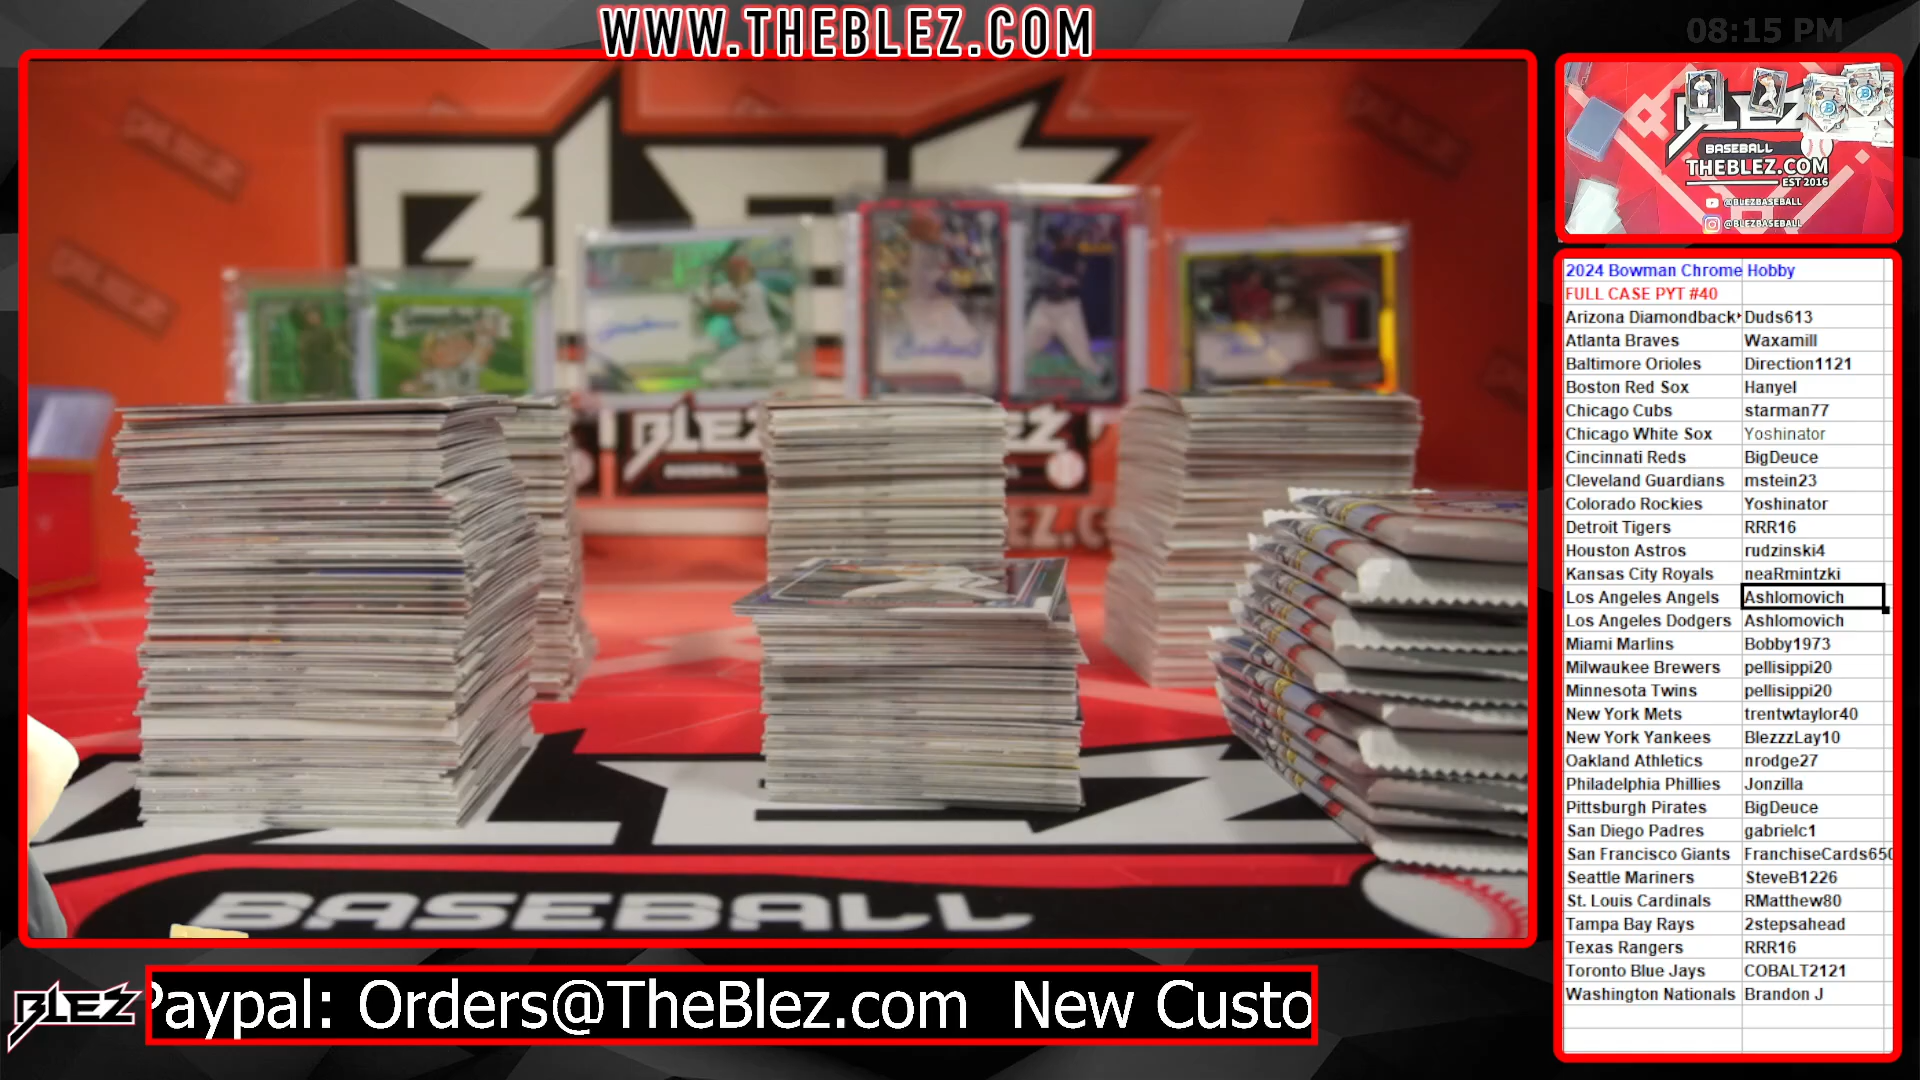 WWW.THEBLEZ.COM
08:15 PM
BLEZ
BLEZ
BASEBALL
BLEZ
BASEBALL
THEBLEZ.COM
EST 2016
@BLEZBASEBALL
@BLEZBASEBALL
2024 Bowman Chrome Hobby
FULL CASE PYT #40
Arizona Diamondback Duds613
Atlanta Braves Waxamill
Baltimore Orioles Direction1121
Boston Red Sox Hanyel
Chicago Cubs starman77
Chicago White Sox Yoshinator
Cincinnati Reds BigDeuce
Cleveland Guardians mstein23
Colorado Rockies Yoshinator
Detroit Tigers RRR16
Houston Astros rudzinski4
Kansas City Royals neaRmintzki
Los Angeles Angels Ashlomovich
Los Angeles Dodgers Ashlomovich
Miami Marlins Bobby1973
Milwaukee Brewers pellisippi20
Minnesota Twins pellisippi20
New York Mets trentwtaylor40
New York Yankees BlezzzLay10
Oakland Athletics nrodge27
Philadelphia Phillies Jonzilla
Pittsburgh Pirates BigDeuce
San Diego Padres gabrielc1
San Francisco Giants FranchiseCards650
Seattle Mariners SteveB1226
St. Louis Cardinals RMatthew80
Tampa Bay Rays 2stepsahead
Texas Rangers RRR16
Toronto Blue Jays COBALT2121
Washington Nationals Brandon J
BASEBALL
BLEZ
Paypal: Orders@TheBlez.com New Custo